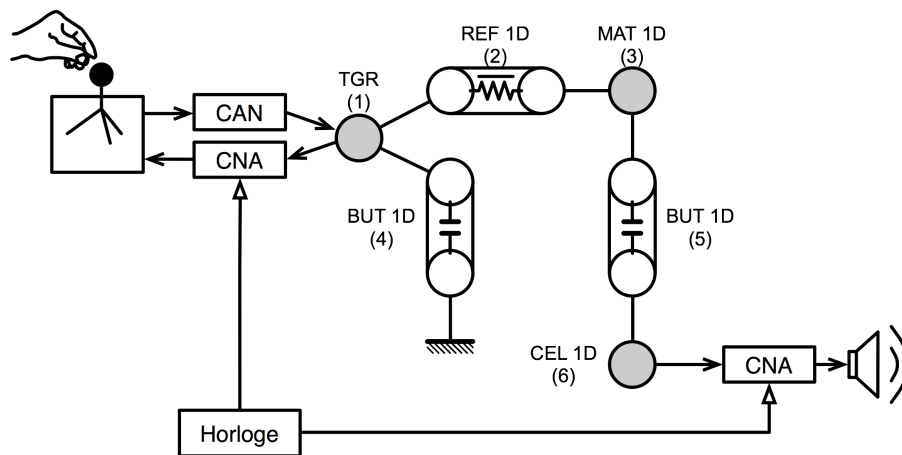 REF 1D
(2)
MAT 1D
(3)
TGR
(1)
CAN
CNA
BUT 1D
(4)
BUT 1D
(5)
CEL 1D
(6)
CNA
Horloge